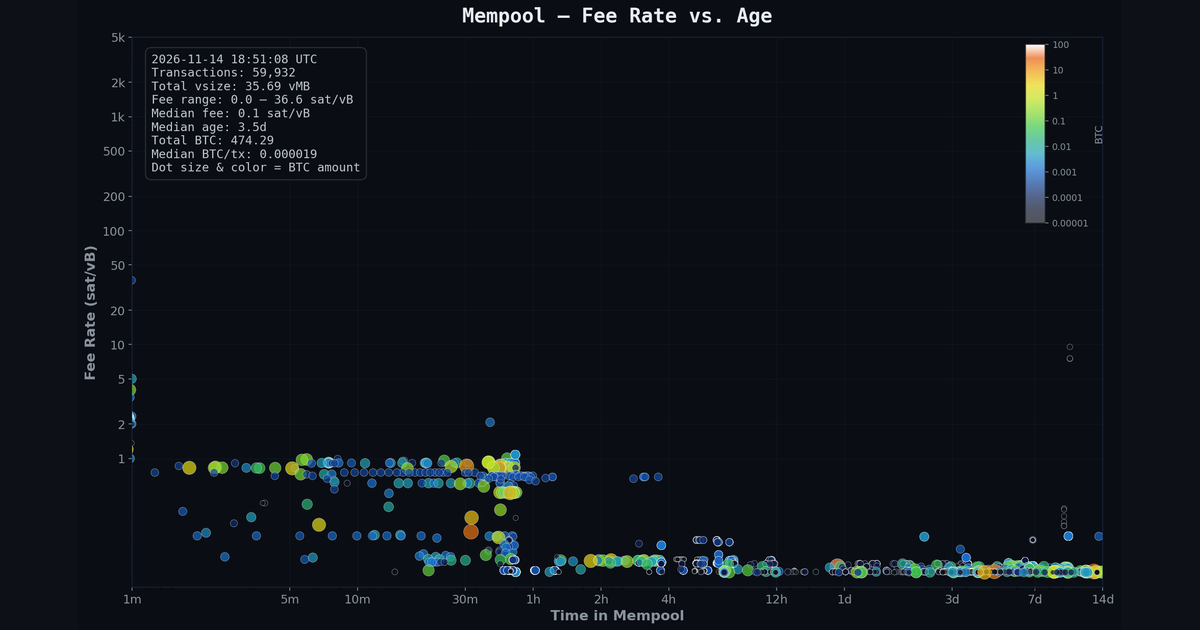 Mempool — Fee Rate vs. Age
2026-11-14 18:51:08 UTC
Transactions: 59,932
Total vsize: 35.69 vMB
Fee range: 0.0 — 36.6 sat/vB
Median fee: 0.1 sat/vB
Median age: 3.5d
Total BTC: 474.29
Median BTC/tx: 0.000019
Dot size & color = BTC amount
5k
2k
1k
500
200
100
50
20
10
5
2
1
Fee Rate (sat/vB)
100
10
1
0.1
0.01
0.001
0.0001
0.00001
BTC
1m
5m
10m
30m
1h
2h
4h
12h
1d
3d
7d
14d
Time in Mempool